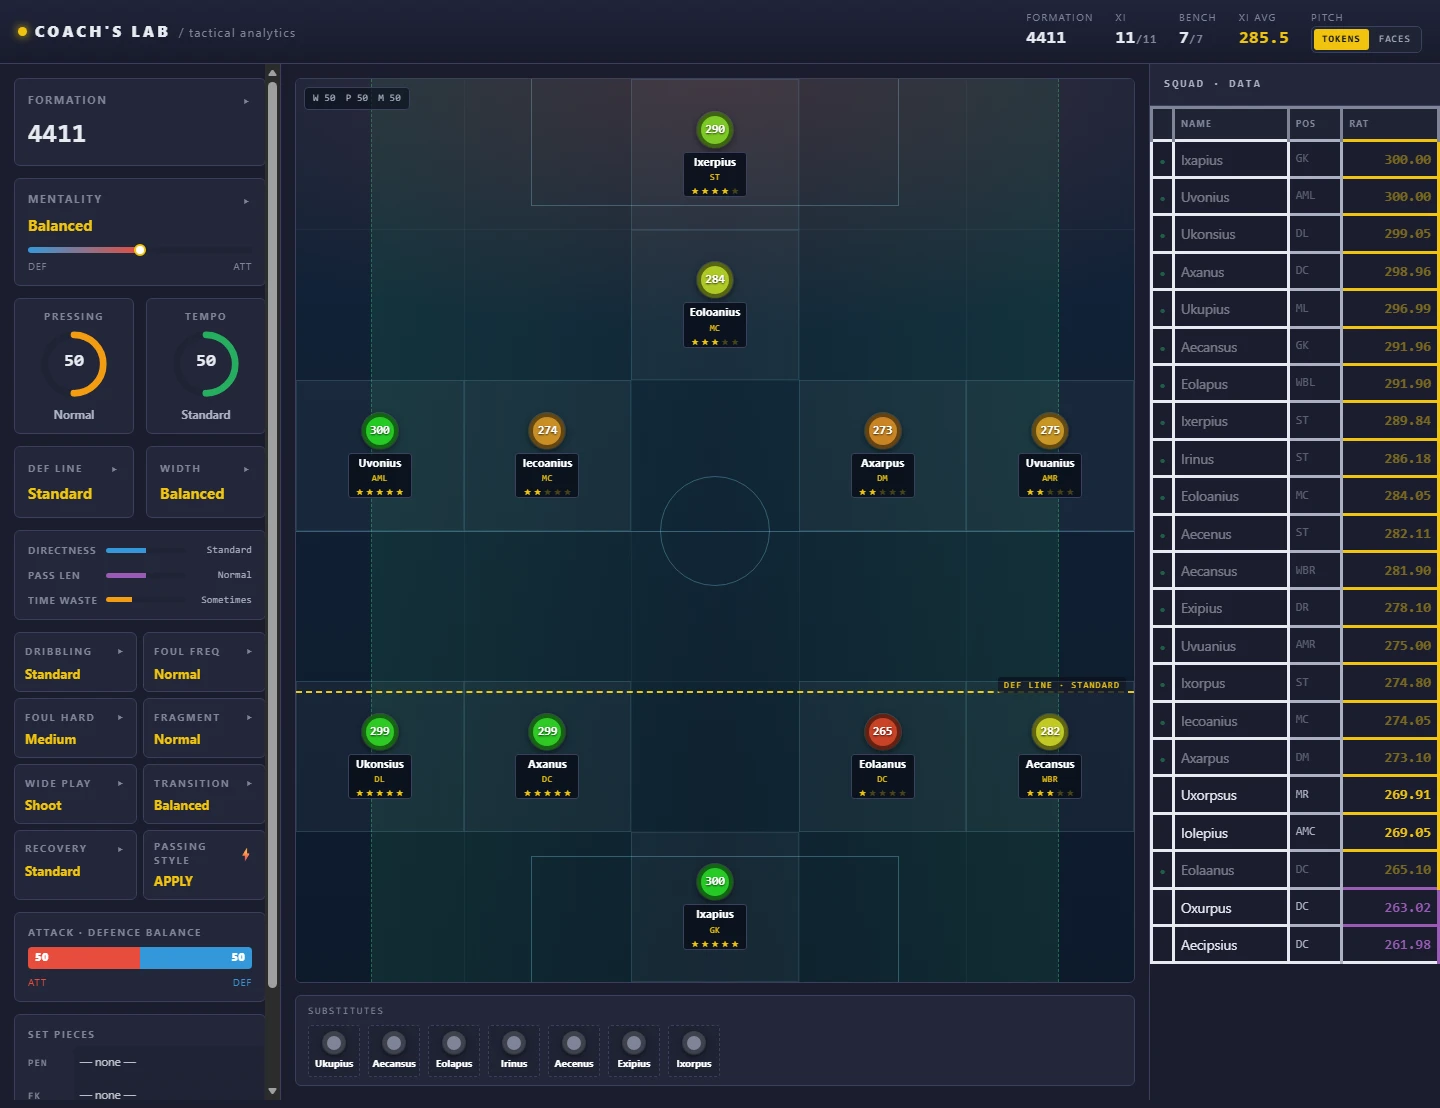 COACH'S LAB / tactical analytics
FORMATION
4411
XI
11/11
BENCH
7/7
XI AVG
285.5
PITCH
TOKENS FACES
FORMATION
4411
MENTALITY
Balanced
DEF ATT
PRESSING
50
Normal
TEMPO
50
Standard
DEF LINE
Standard
WIDTH
Balanced
DIRECTNESS Standard
PASS LEN Normal
TIME WASTE Sometimes
DRIBBLING
Standard
FOUL FREQ
Normal
FOUL HARD
Medium
FRAGMENT
Normal
WIDE PLAY
Shoot
TRANSITION
Balanced
RECOVERY
Standard
PASSING
STYLE
APPLY
ATTACK · DEFENCE BALANCE
50 50
ATT DEF
SET PIECES
PEN — none —
FK — none —
W 50 P 50 M 50
290
Ixerpius
ST
★★★★★
284
Eoloanius
MC
★★★★★
300
Uvonius
AML
★★★★★
274
Iecoanius
MC
★★★★★
273
Axarpus
DM
★★★★★
275
Uvuanius
AMR
★★★★★
DEF LINE · STANDARD
299
Ukonsius
DL
★★★★★
299
Axanus
DC
★★★★★
265
Eolaanus
DC
★★★★★
282
Aecansus
WBR
★★★★★
300
Ixapius
GK
★★★★★
SUBSTITUTES
Ukupius Aecansus Eolapus Irinus Aecenus Exipius Ixorpus
SQUAD · DATA
NAME POS RAT
Ixapius GK 300.00
Uvonius AML 300.00
Ukonsius DL 299.05
Axanus DC 298.96
Ukupius ML 296.99
Aecansus GK 291.96
Eolapus WBL 291.90
Ixerpius ST 289.84
Irinus ST 286.18
Eoloanius MC 284.05
Aecenus ST 282.11
Aecansus WBR 281.90
Exipius DR 278.10
Uvuanius AMR 275.00
Ixorpus ST 274.80
Iecoanius MC 274.05
Axarpus DM 273.10
Uxorpsus MR 269.91
Iolepius AMC 269.05
Eolaanus DC 265.10
Oxurpus DC 263.02
Aecipsius DC 261.98